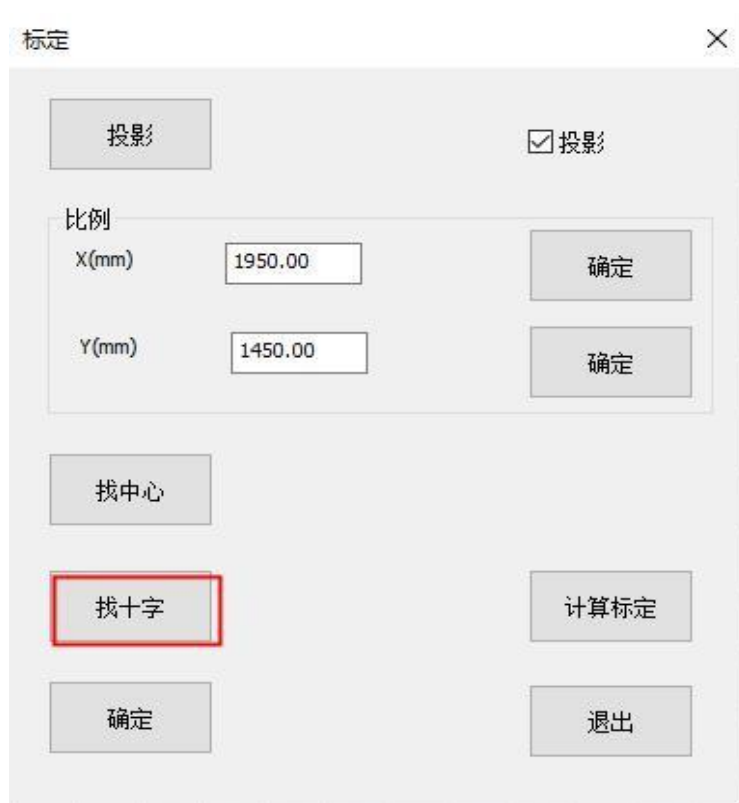 标定
投影
投影
比例
X(mm) 1950.00 确定
Y(mm) 1450.00 确定
找中心
找十字 计算标定
确定 退出